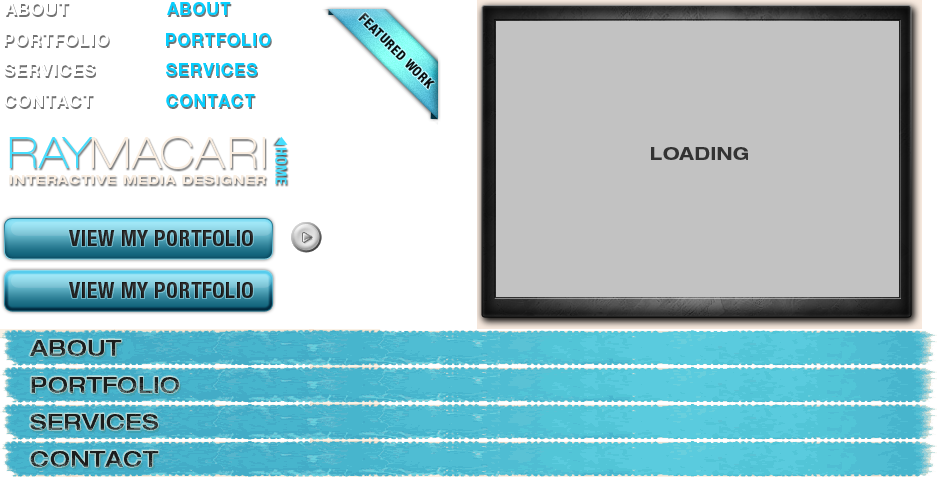 ABOUT
PORTFOLIO
SERVICES
CONTACT
ABOUT
PORTFOLIO
SERVICES
CONTACT
FEATURED WORK
LOADING
RAYMACARI
INTERACTIVE MEDIA DESIGNER
HOME
VIEW MY PORTFOLIO
VIEW MY PORTFOLIO
ABOUT
PORTFOLIO
SERVICES
CONTACT